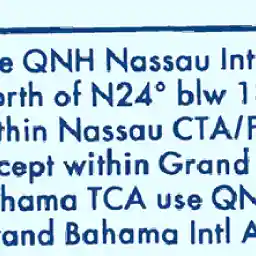 e QNH Nassau Int
orth of N24° blw 1
thin Nassau CTA/F
cept within Grand
hama TCA use QN
rand Bahama Intl A